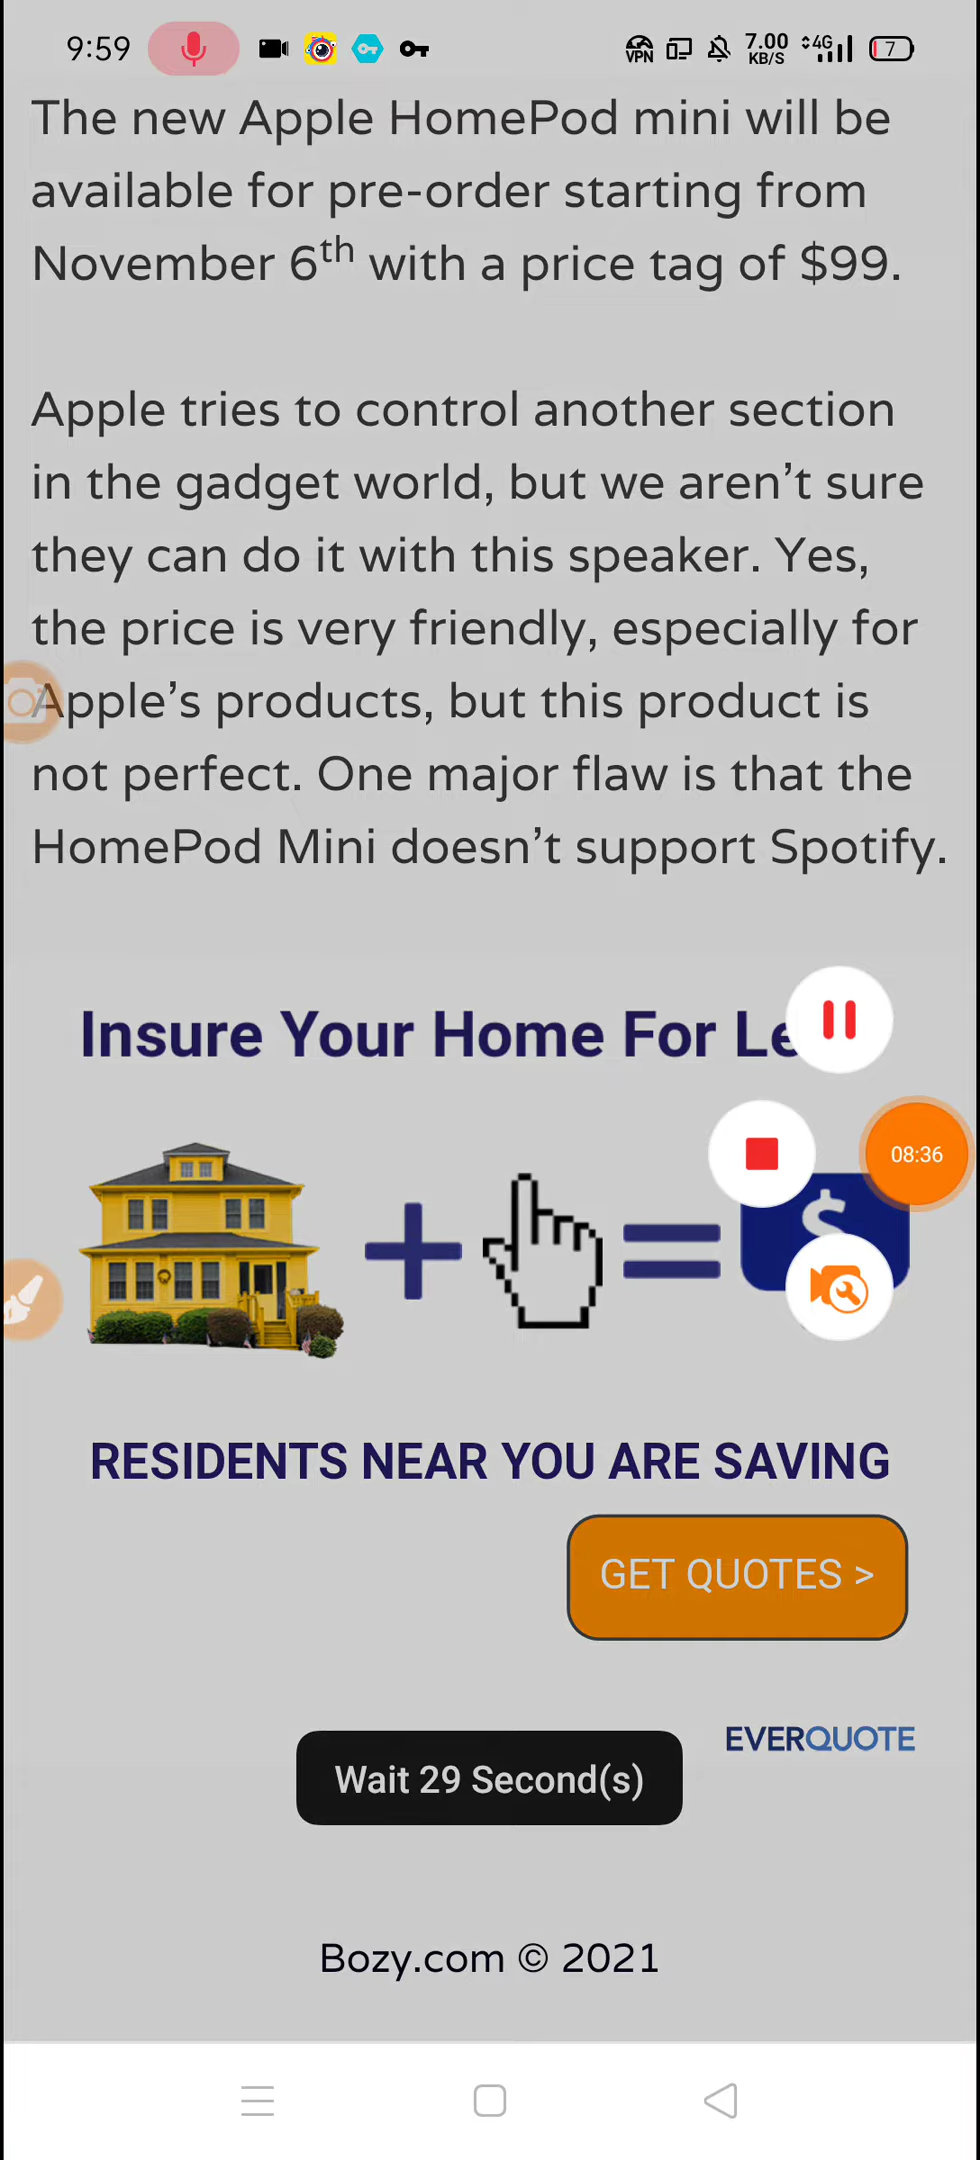 9:59 VPN 7.00 KB/S 4G 7
The new Apple HomePod mini will be
available for pre-order starting from
November 6th with a price tag of $99.
Apple tries to control another section
in the gadget world, but we aren’t sure
they can do it with this speaker. Yes,
the price is very friendly, especially for
Apple’s products, but this product is
not perfect. One major flaw is that the
HomePod Mini doesn’t support Spotify.
Insure Your Home For Le
08:36
$
RESIDENTS NEAR YOU ARE SAVING
GET QUOTES >
EVERQUOTE
Wait 29 Second(s)
Bozy.com © 2021